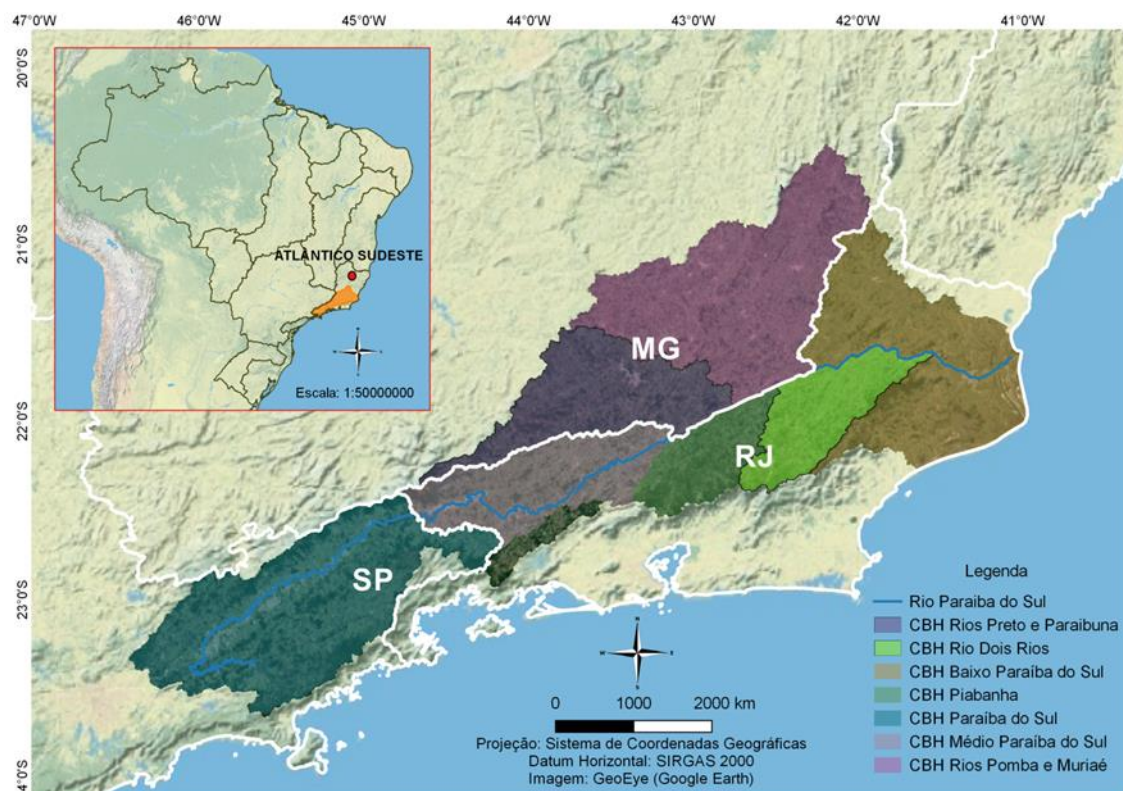 47°0'W 46°0'W 45°0'W 44°0'W 43°0'W 42°0'W 41°0'W
20°0'S
21°0'S
22°0'S
23°0'S
4°0'S
ATLÂNTICO SUDESTE
Escala: 1:50000000
MG
RJ
SP
N
W E
S
0 1000 2000 km
Projeção: Sistema de Coordenadas Geográficas
Datum Horizontal: SIRGAS 2000
Imagem: GeoEye (Google Earth)
Legenda
Rio Paraiba do Sul
CBH Rios Preto e Paraibuna
CBH Rio Dois Rios
CBH Baixo Paraíba do Sul
CBH Piabanha
CBH Paraíba do Sul
CBH Médio Paraíba do Sul
CBH Rios Pomba e Muriaé